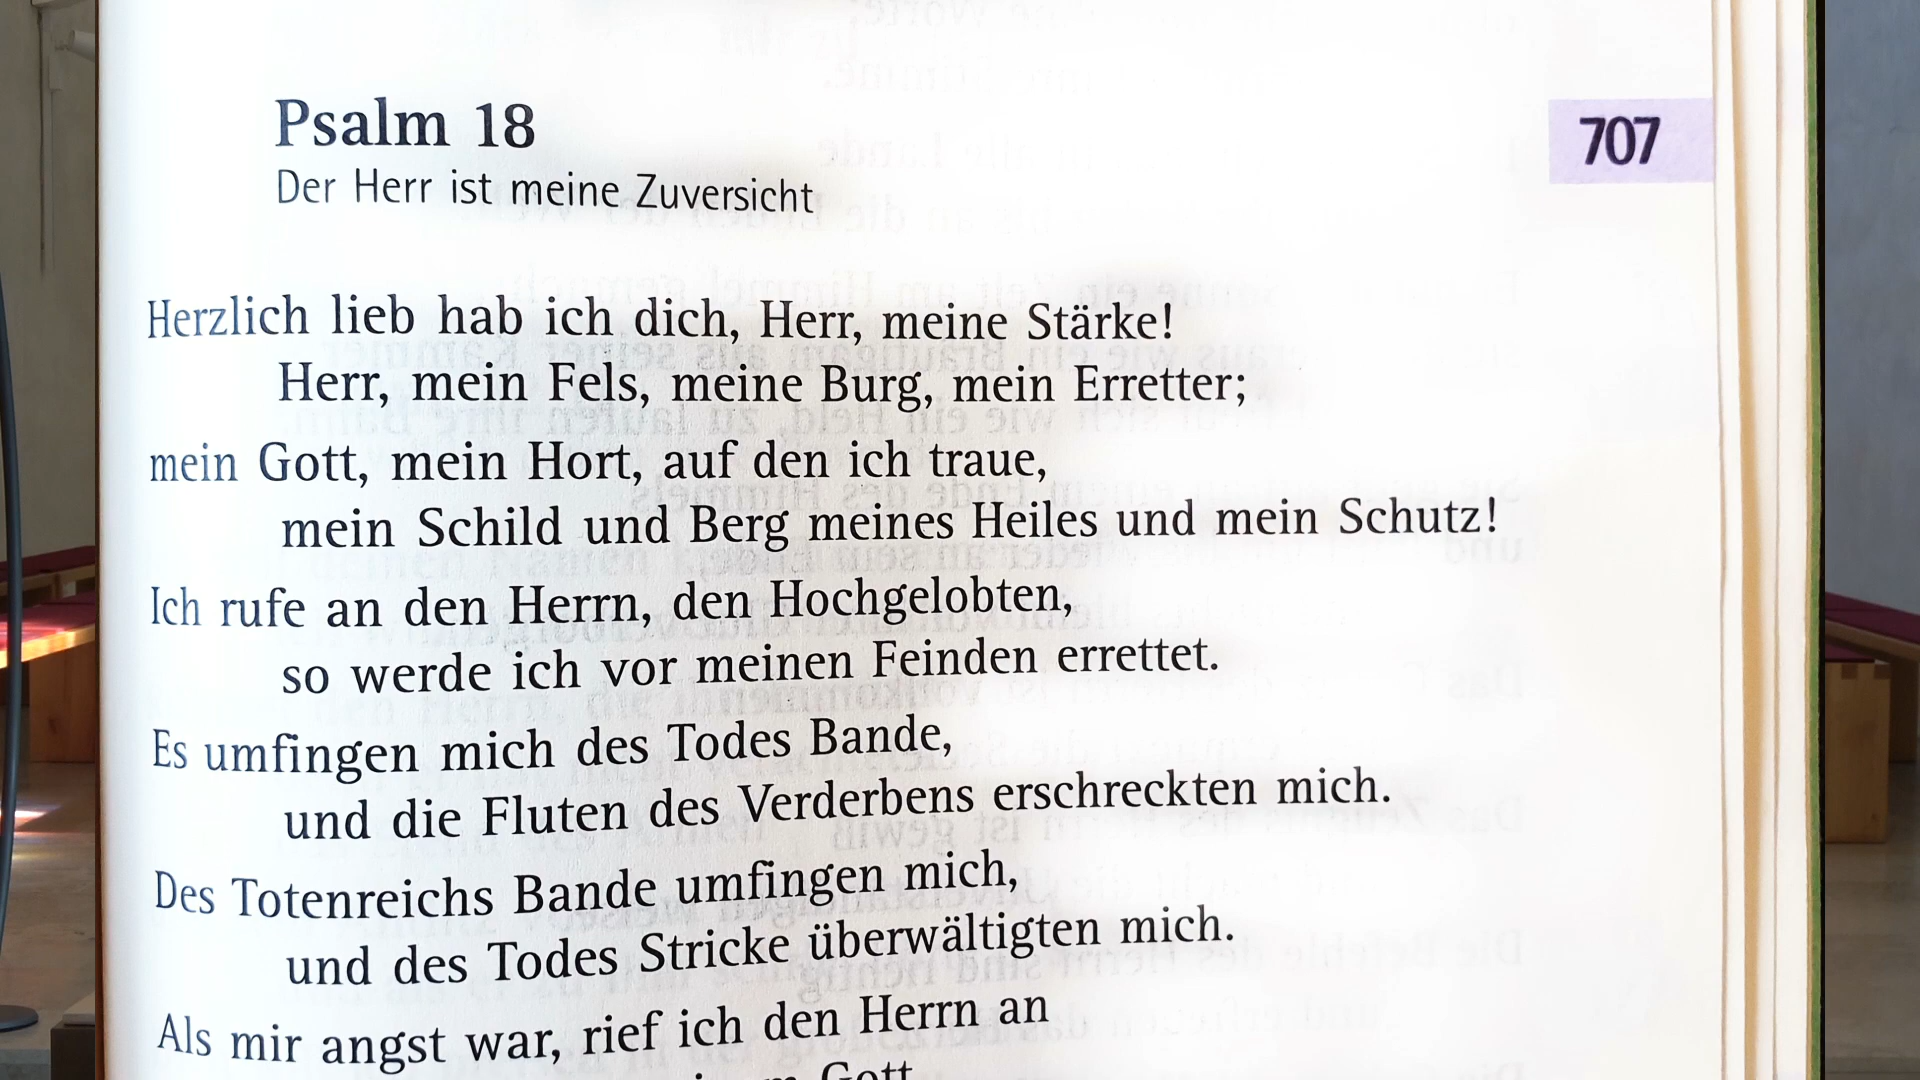 Psalm 18
707
Der Herr ist meine Zuversicht
Herzlich lieb hab ich dich, Herr, meine Stärke!
Herr, mein Fels, meine Burg, mein Erretter;
mein Gott, mein Hort, auf den ich traue,
mein Schild und Berg meines Heiles und mein Schutz!
Ich rufe an den Herrn, den Hochgelobten,
so werde ich vor meinen Feinden errettet.
Es umfingen mich des Todes Bande,
und die Fluten des Verderbens erschreckten mich.
Des Totenreichs Bande umfingen mich,
und des Todes Stricke überwältigten mich.
Als mir angst war, rief ich den Herrn an
Gott